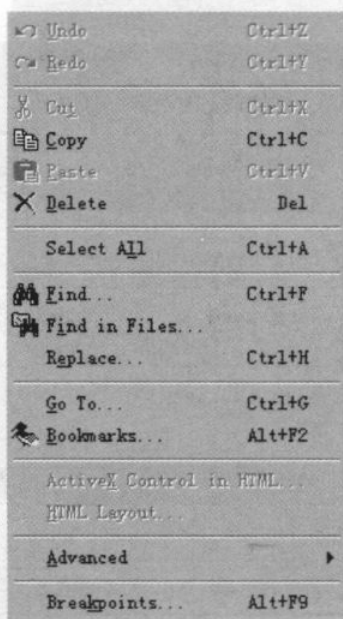 Undo Ctrl+Z
Redo Ctrl+Y
Cut Ctrl+X
Copy Ctrl+C
Paste Ctrl+V
Delete Del
Select All Ctrl+A
Find... Ctrl+F
Find in Files...
Replace... Ctrl+H
Go To... Ctrl+G
Bookmarks... Alt+F2
ActiveX Control in HTML...
HTML Layout...
Advanced
Breakpoints... Alt+F9